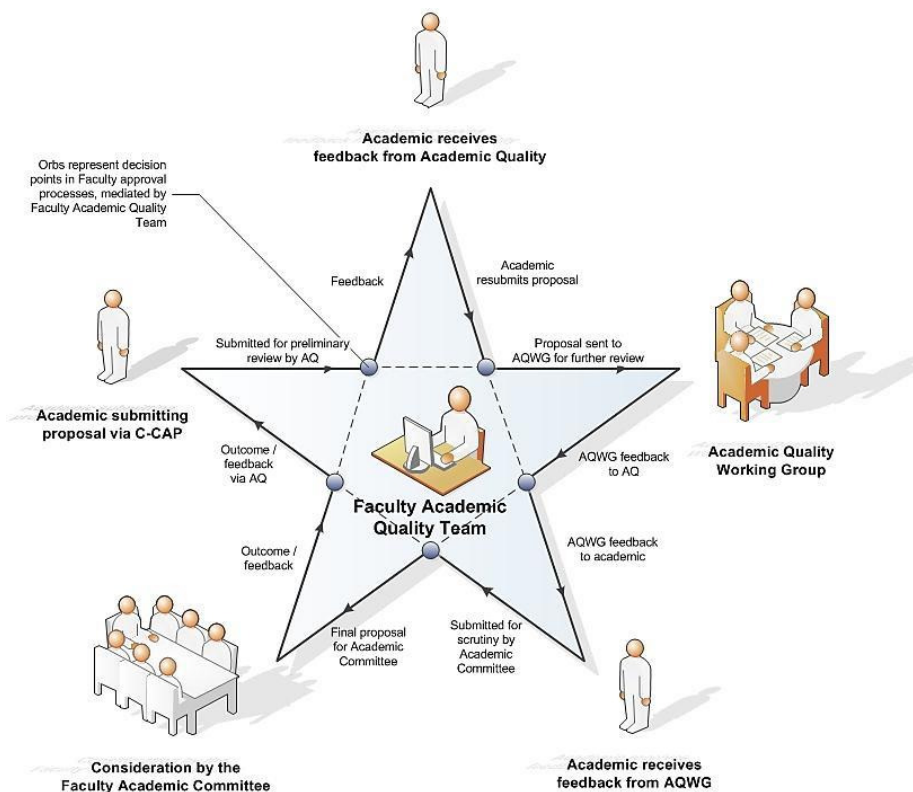 Academic receives
feedback from Academic Quality
Orbs represent decision
points in Faculty approval
processes, mediated by
Faculty Academic Quality
Team
Feedback
Academic
resubmits proposal
Submitted for preliminary
review by AQ
Proposal sent to
AQWG for further review
Academic submitting
proposal via C-CAP
Academic Quality
Working Group
Outcome /
feedback
via AQ
AQWG feedback
to AQ
Faculty Academic
Quality Team
Outcome /
feedback
AQWG feedback
to academic
Final proposal
for Academic
Committee
Submitted for
scrutiny by
Academic
Committee
Consideration by the
Faculty Academic Committee
Academic receives
feedback from AQWG